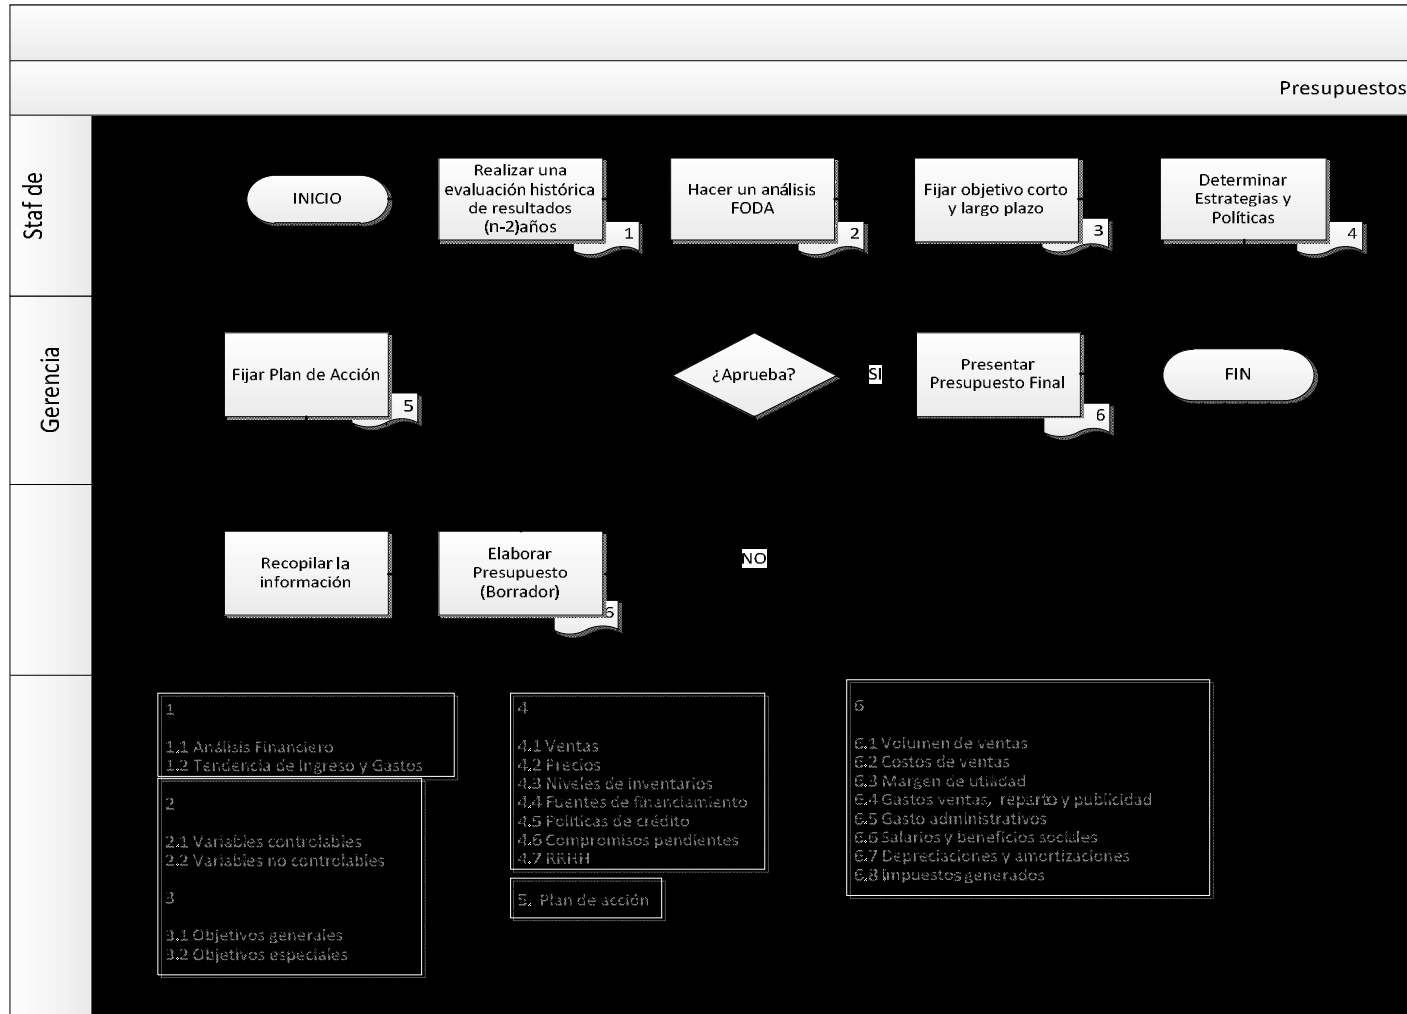 Presupuestos
Staf de
INICIO
Realizar una
evaluación histórica
de resultados
(n-2)años
1
Hacer un análisis
FODA
2
Fijar objetivo corto
y largo plazo
3
Determinar
Estrategias y
Políticas
4
Gerencia
Fijar Plan de Acción
5
¿Aprueba?
SI
Presentar
Presupuesto Final
6
FIN
Recopilar la
información
Elaborar
Presupuesto
(Borrador)
6
NO
1
1.1 Análisis Financiero
1.2 Tendencia de Ingreso y Gastos
2
2.1 Variables controlables
2.2 Variables no controlables
3
3.1 Objetivos generales
3.2 Objetivos especiales
4
4.1 Ventas
4.2 Precios
4.3 Niveles de inventarios
4.4 Fuentes de financiamiento
4.5 Políticas de crédito
4.6 Compromisos pendientes
4.7 RRHH
5. Plan de acción
6
6.1 Volumen de ventas
6.2 Costos de ventas
6.3 Margen de utilidad
6.4 Gastos ventas, reparto y publicidad
6.5 Gasto administrativos
6.6 Salarios y beneficios sociales
6.7 Depreciaciones y amortizaciones
6.8 Impuestos generados